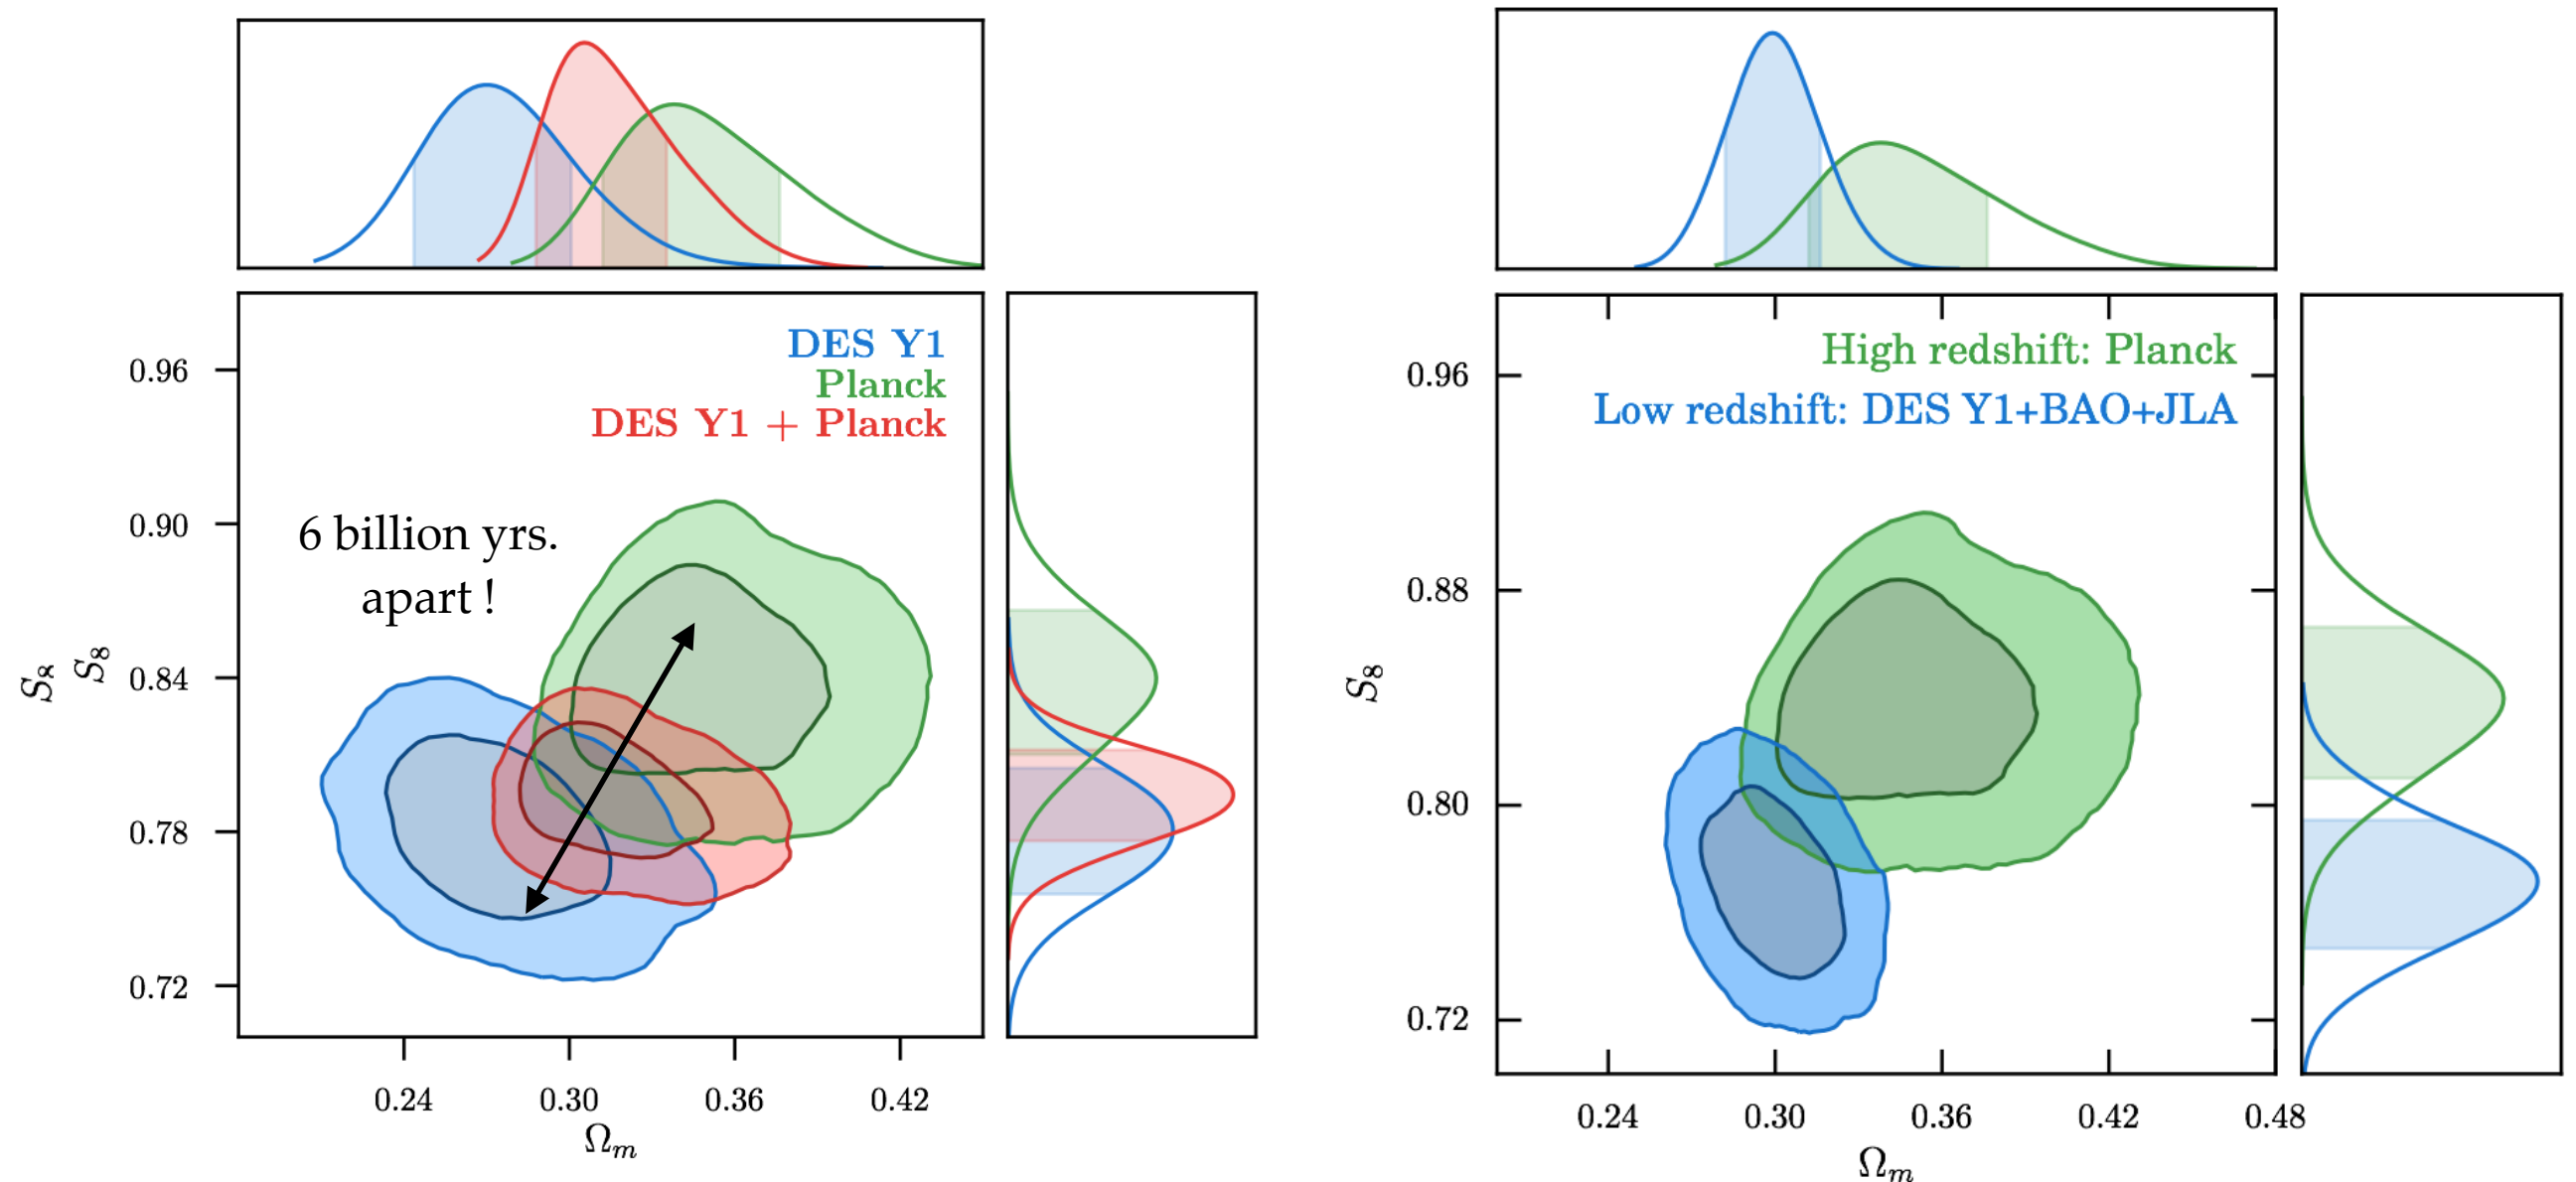 DES Y1
Planck
DES Y1 + Planck
6 billion yrs.
apart !
0.96
0.90
0.84
0.78
0.72
S₈
S₈
0.24 0.30 0.36 0.42
Ωₘ
High redshift: Planck
Low redshift: DES Y1+BAO+JLA
0.96
0.88
0.80
0.72
S₈
0.24 0.30 0.36 0.42 0.48
Ωₘ